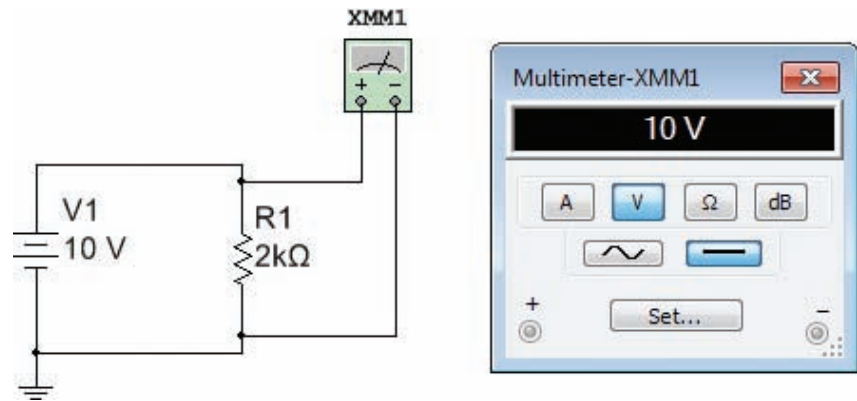 XMM1
+ −
V1
10 V
R1
2kΩ
Multimeter-XMM1
10 V
A V Ω dB
Set...
+ −